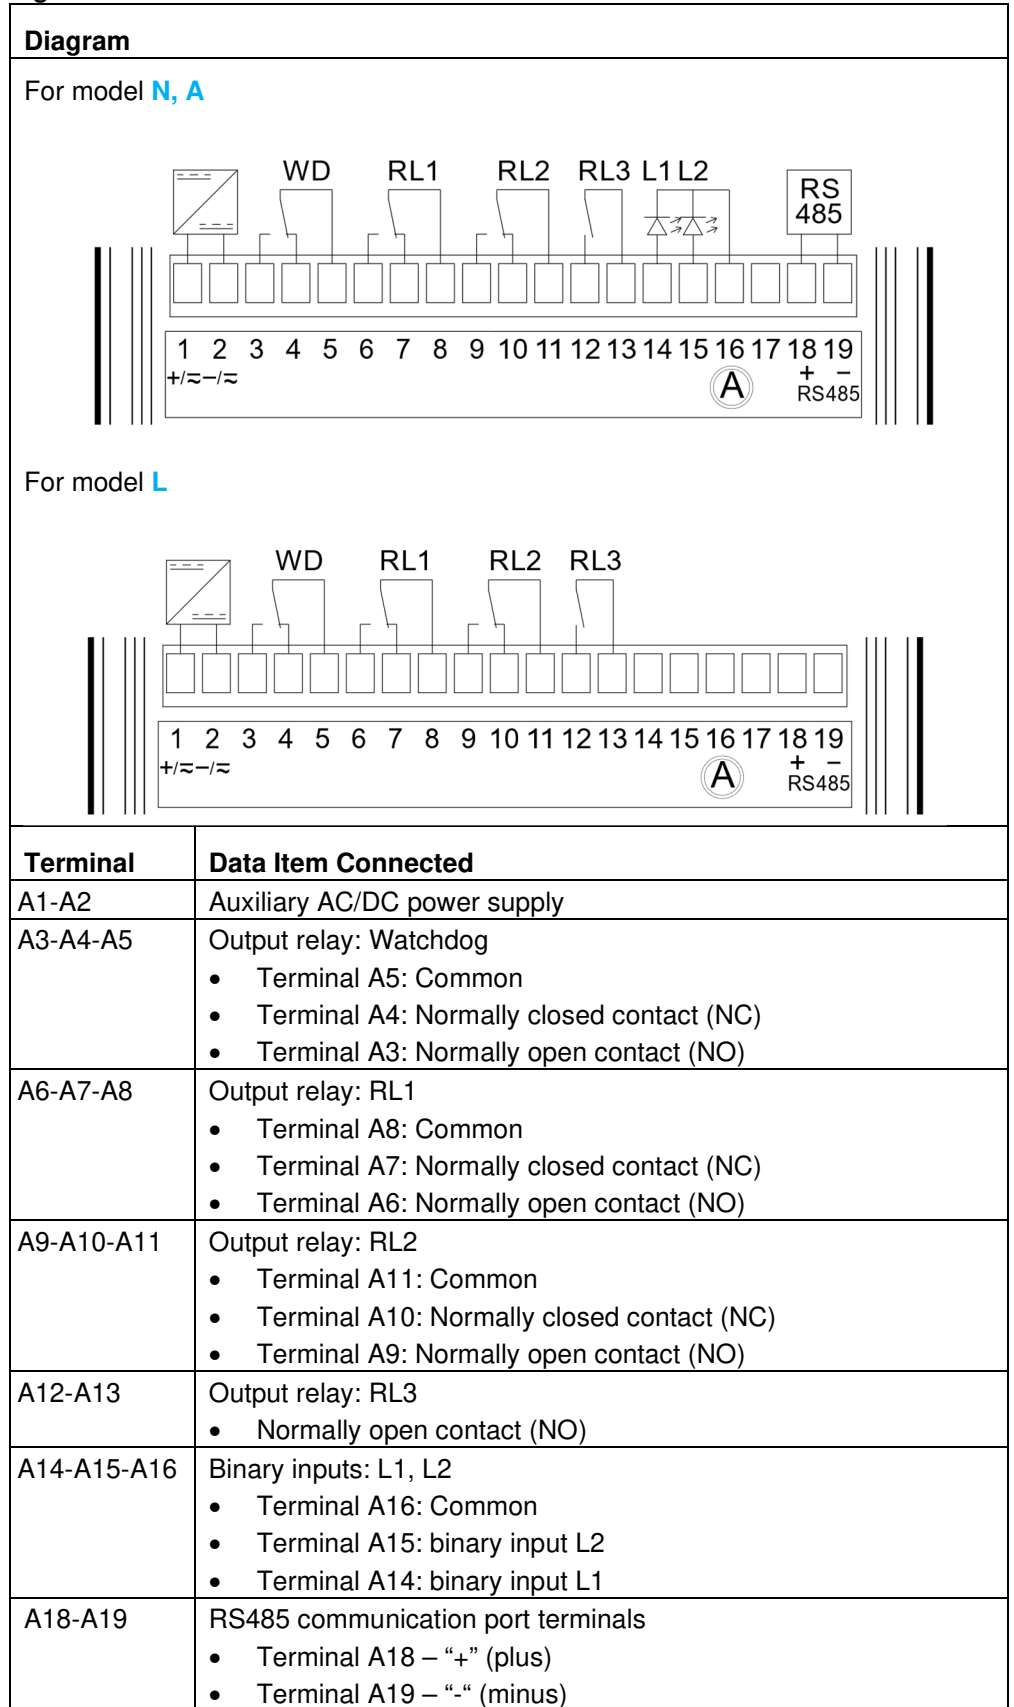 Diagram
For model N, A
WD RL1 RL2 RL3 L1 L2 RS
485
1 2 3 4 5 6 7 8 9 10 11 12 13 14 15 16 17 18 19
+/≂ −/≂ A + −
RS485
For model L
WD RL1 RL2 RL3
1 2 3 4 5 6 7 8 9 10 11 12 13 14 15 16 17 18 19
+/≂ −/≂ A + −
RS485
Terminal Data Item Connected
A1-A2 Auxiliary AC/DC power supply
A3-A4-A5 Output relay: Watchdog
• Terminal A5: Common
• Terminal A4: Normally closed contact (NC)
• Terminal A3: Normally open contact (NO)
A6-A7-A8 Output relay: RL1
• Terminal A8: Common
• Terminal A7: Normally closed contact (NC)
• Terminal A6: Normally open contact (NO)
A9-A10-A11 Output relay: RL2
• Terminal A11: Common
• Terminal A10: Normally closed contact (NC)
• Terminal A9: Normally open contact (NO)
A12-A13 Output relay: RL3
• Normally open contact (NO)
A14-A15-A16 Binary inputs: L1, L2
• Terminal A16: Common
• Terminal A15: binary input L2
• Terminal A14: binary input L1
A18-A19 RS485 communication port terminals
• Terminal A18 – “+” (plus)
• Terminal A19 – “-“ (minus)